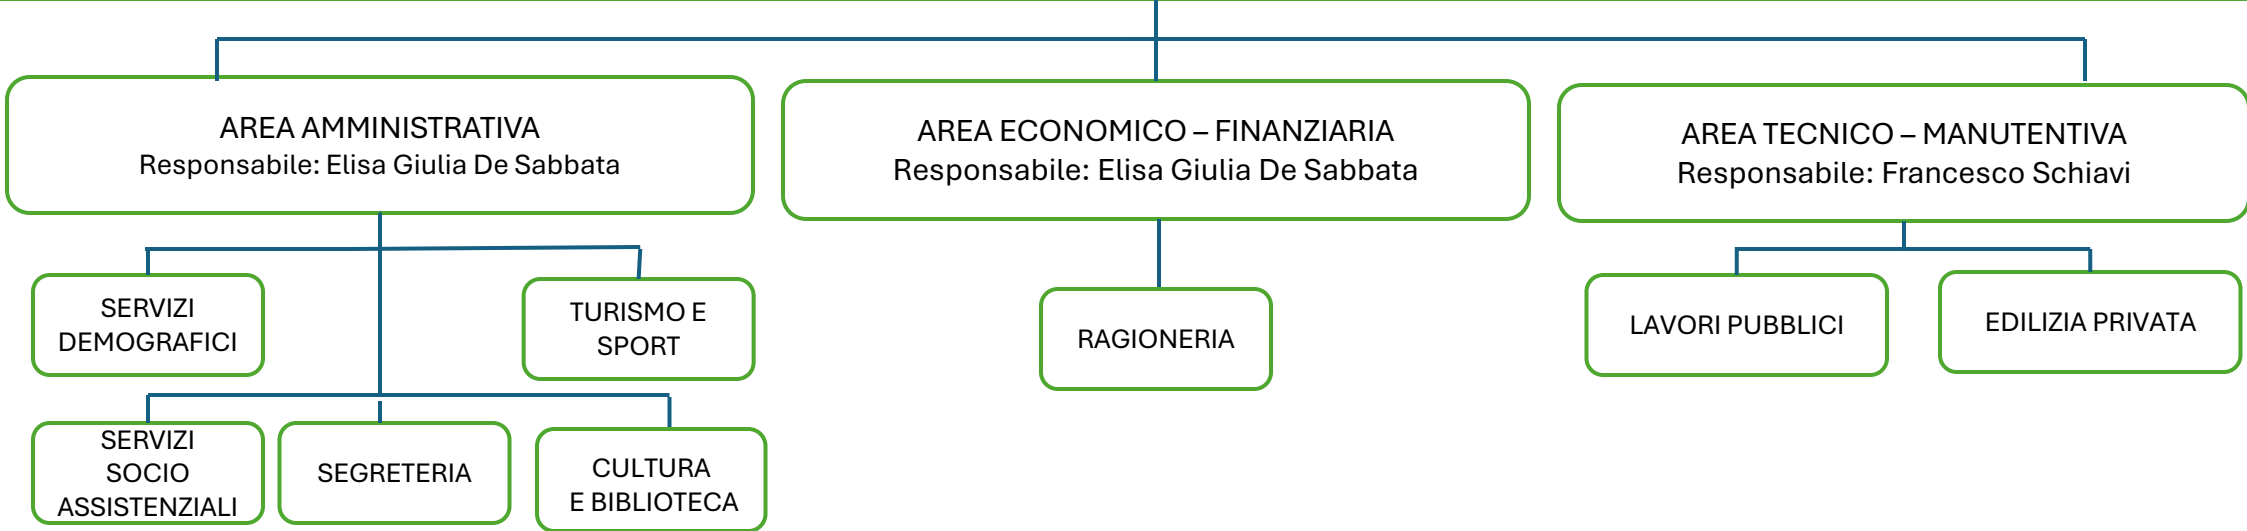 AREA AMMINISTRATIVA
Responsabile: Elisa Giulia De Sabbata
AREA ECONOMICO – FINANZIARIA
Responsabile: Elisa Giulia De Sabbata
AREA TECNICO – MANUTENTIVA
Responsabile: Francesco Schiavi
SERVIZI
DEMOGRAFICI
TURISMO E
SPORT
RAGIONERIA
LAVORI PUBBLICI
EDILIZIA PRIVATA
SERVIZI
SOCIO
ASSISTENZIALI
SEGRETERIA
CULTURA
E BIBLIOTECA